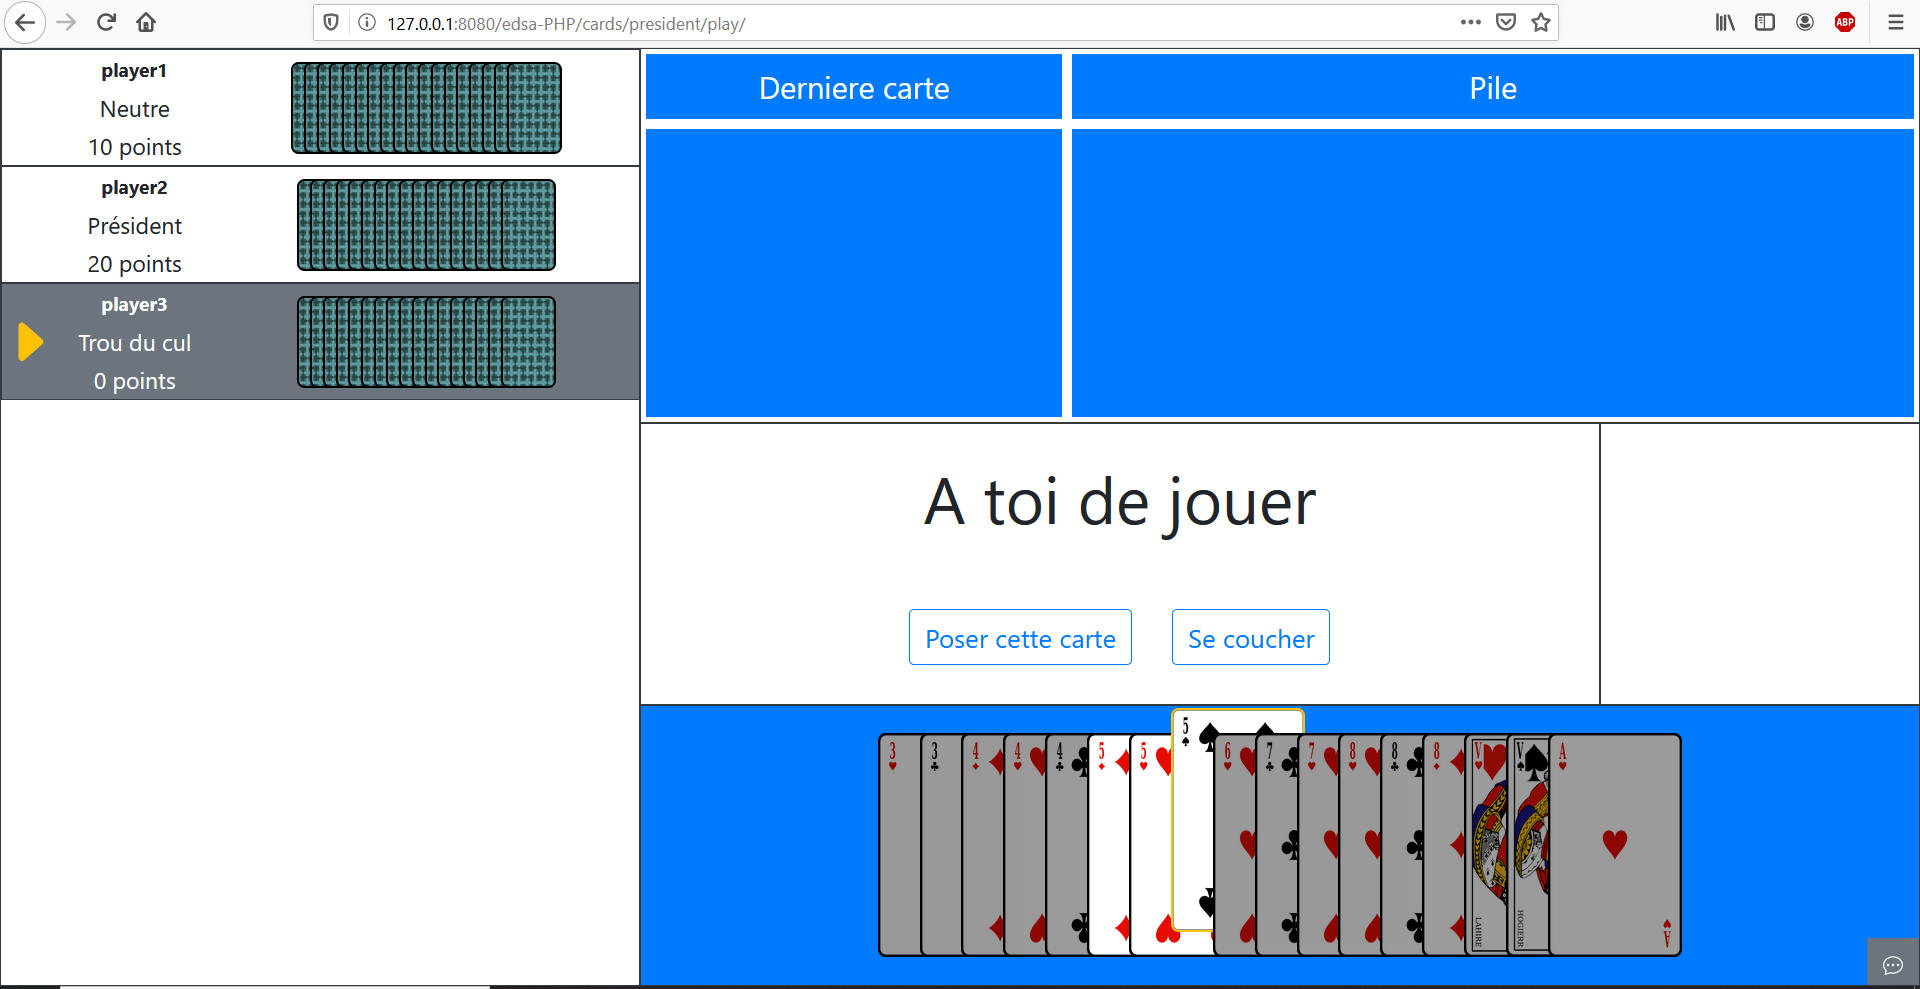 127.0.0.1:8080/edsa-PHP/cards/president/play/
ABP
player1
Neutre
10 points
player2
Président
20 points
player3
Trou du cul
0 points
Derniere carte
Pile
A toi de jouer
Poser cette carte
Se coucher
3 3 4 4 4 5 5 5 6 7 7 8 8 8 V V A
LAHIRE
HOGIERR
A